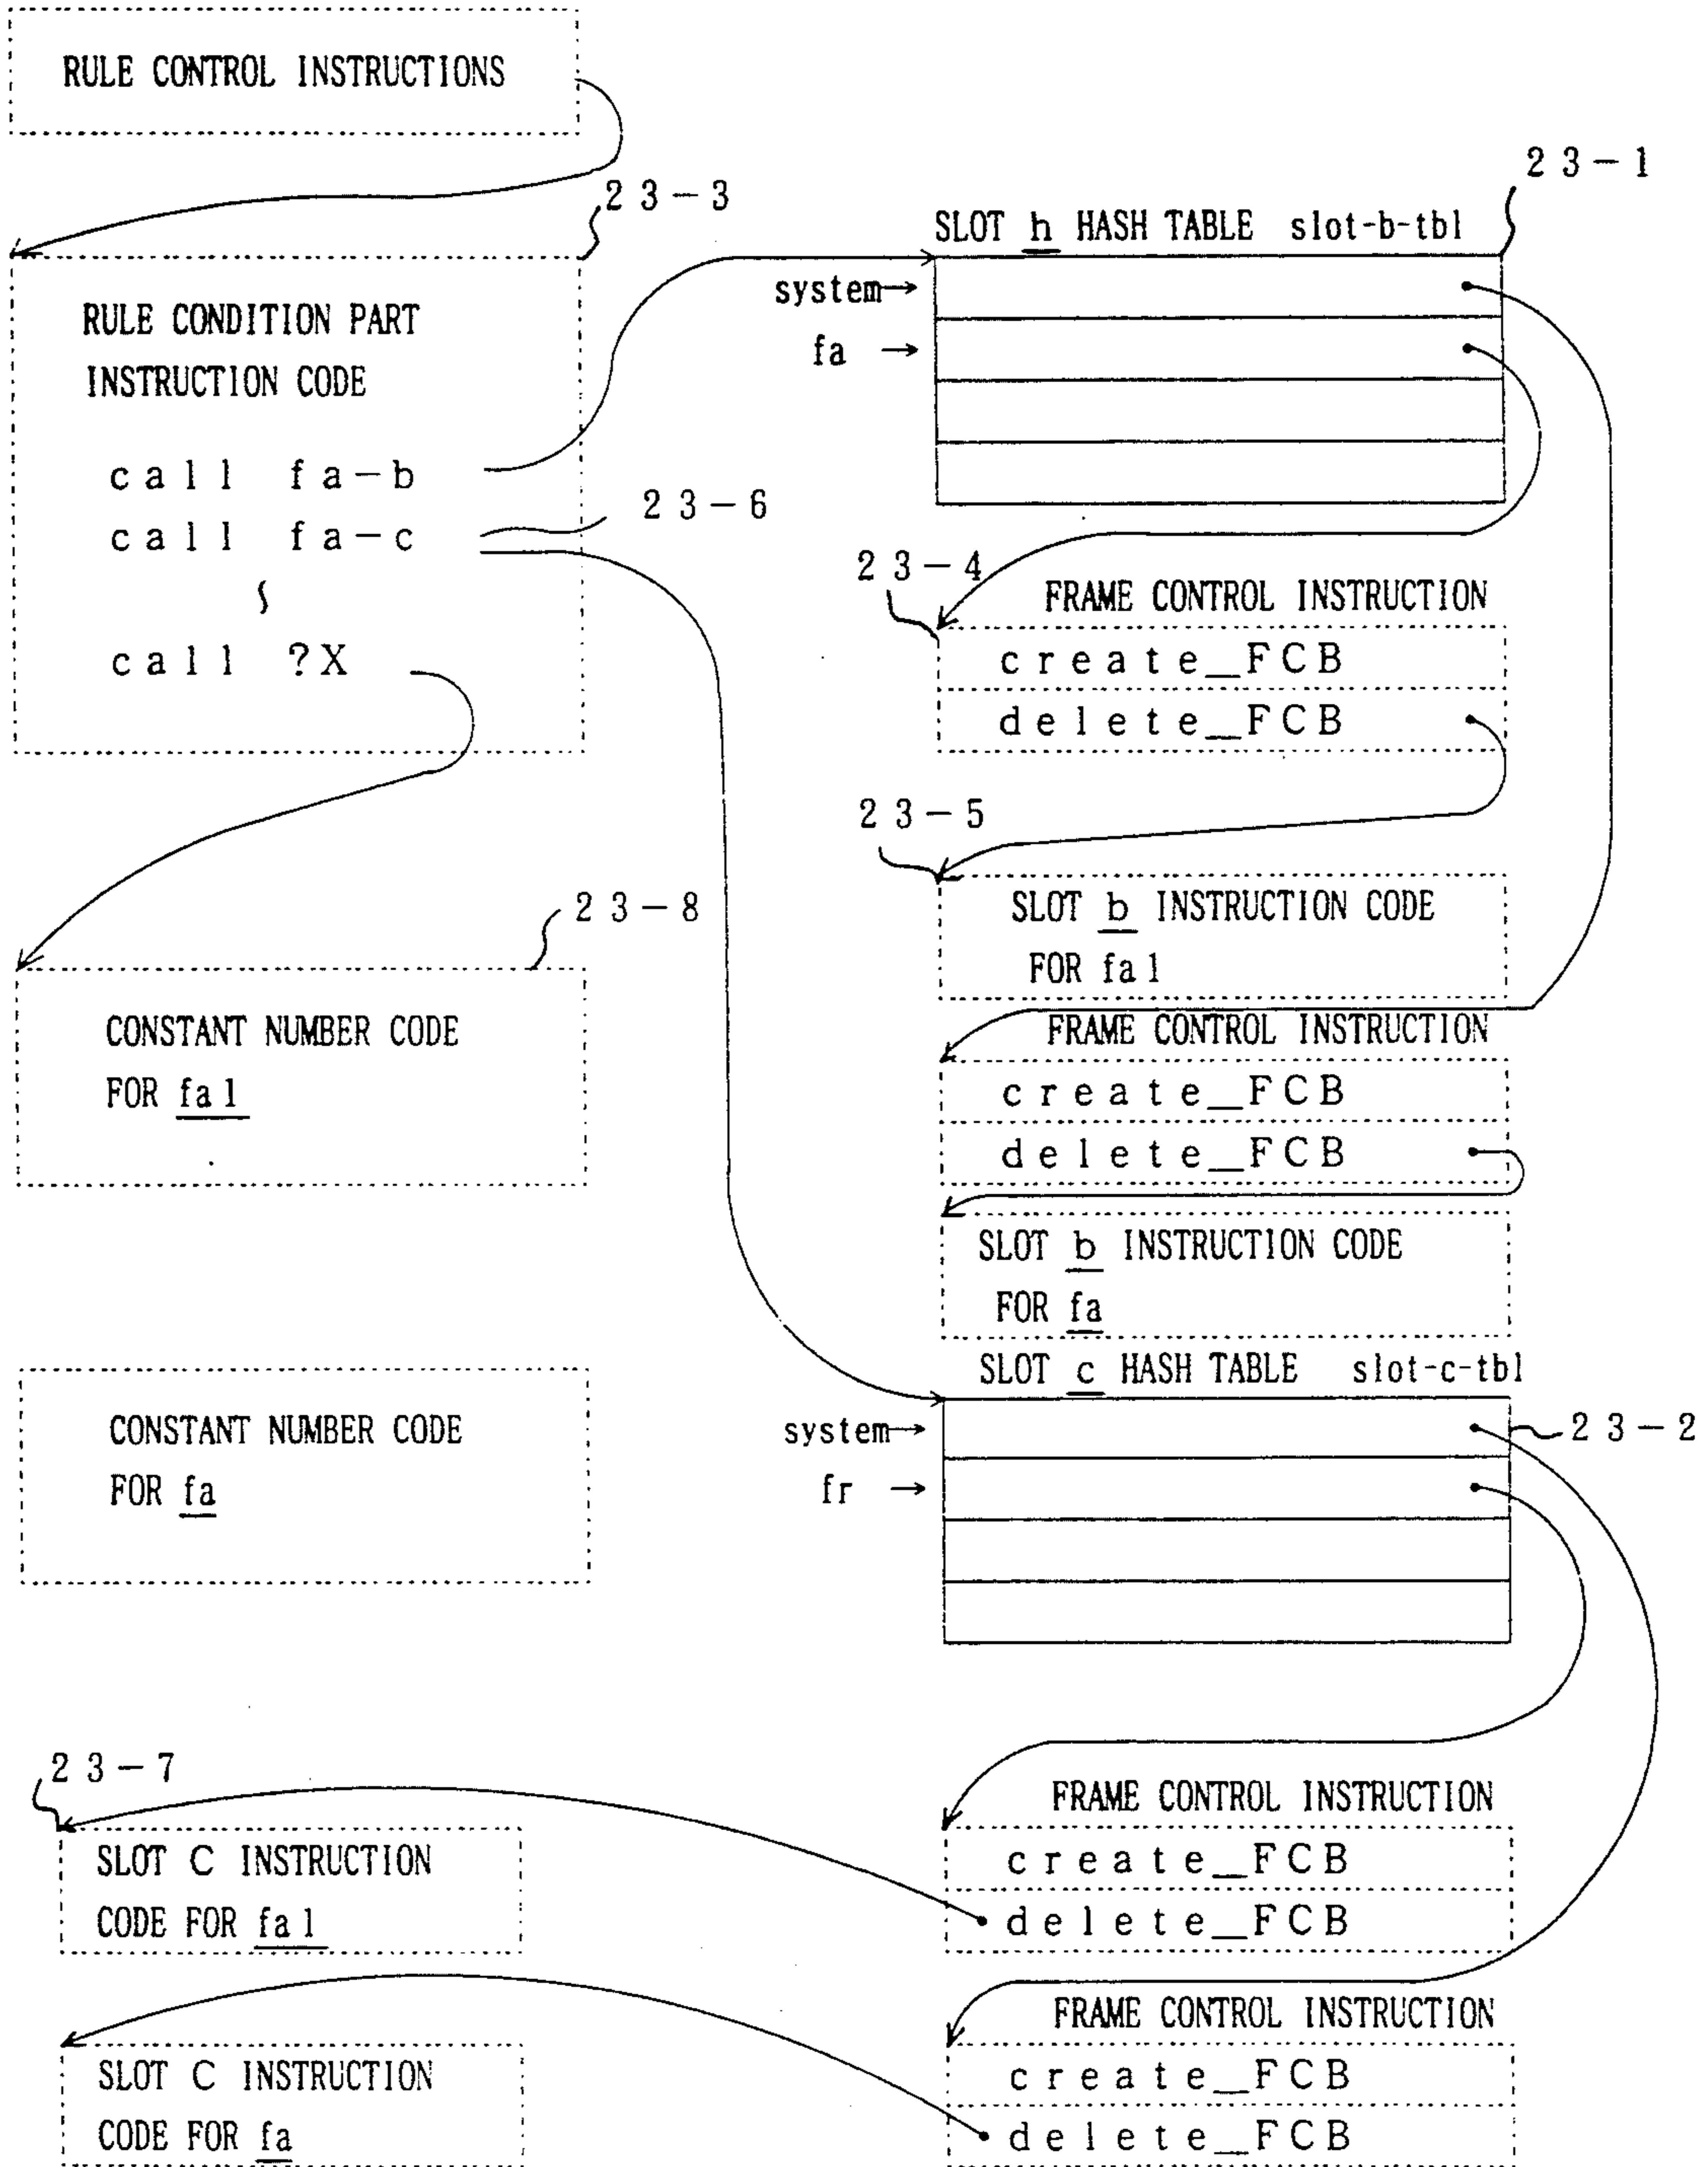 RULE CONTROL INSTRUCTIONS
23-3
RULE CONDITION PART
INSTRUCTION CODE
call fa-b
call fa-c
23-6
call ?X
23-8
CONSTANT NUMBER CODE
FOR fa1
CONSTANT NUMBER CODE
FOR fa
23-1
SLOT h HASH TABLE slot-b-tbl
system→
fa →
23-4
FRAME CONTROL INSTRUCTION
create_FCB
delete_FCB
23-5
SLOT b INSTRUCTION CODE
FOR fa1
FRAME CONTROL INSTRUCTION
create_FCB
delete_FCB
SLOT b INSTRUCTION CODE
FOR fa
SLOT c HASH TABLE slot-c-tbl
system→
23-2
fr →
23-7
SLOT C INSTRUCTION
CODE FOR fa1
FRAME CONTROL INSTRUCTION
create_FCB
delete_FCB
SLOT C INSTRUCTION
CODE FOR fa
FRAME CONTROL INSTRUCTION
create_FCB
delete_FCB